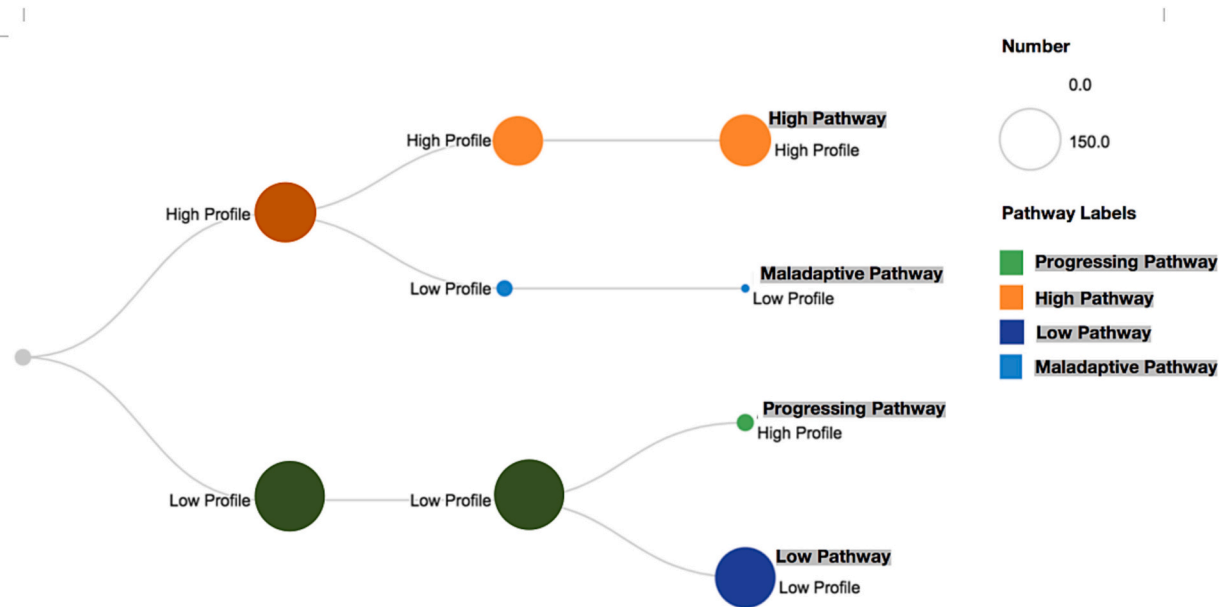 Number
0.0
150.0
High Pathway
High Profile
High Profile
High Profile
Maladaptive Pathway
Low Profile
Low Profile
Progressing Pathway
High Profile
Low Profile
Low Profile
Low Pathway
Low Profile
Pathway Labels
Progressing Pathway
High Pathway
Low Pathway
Maladaptive Pathway